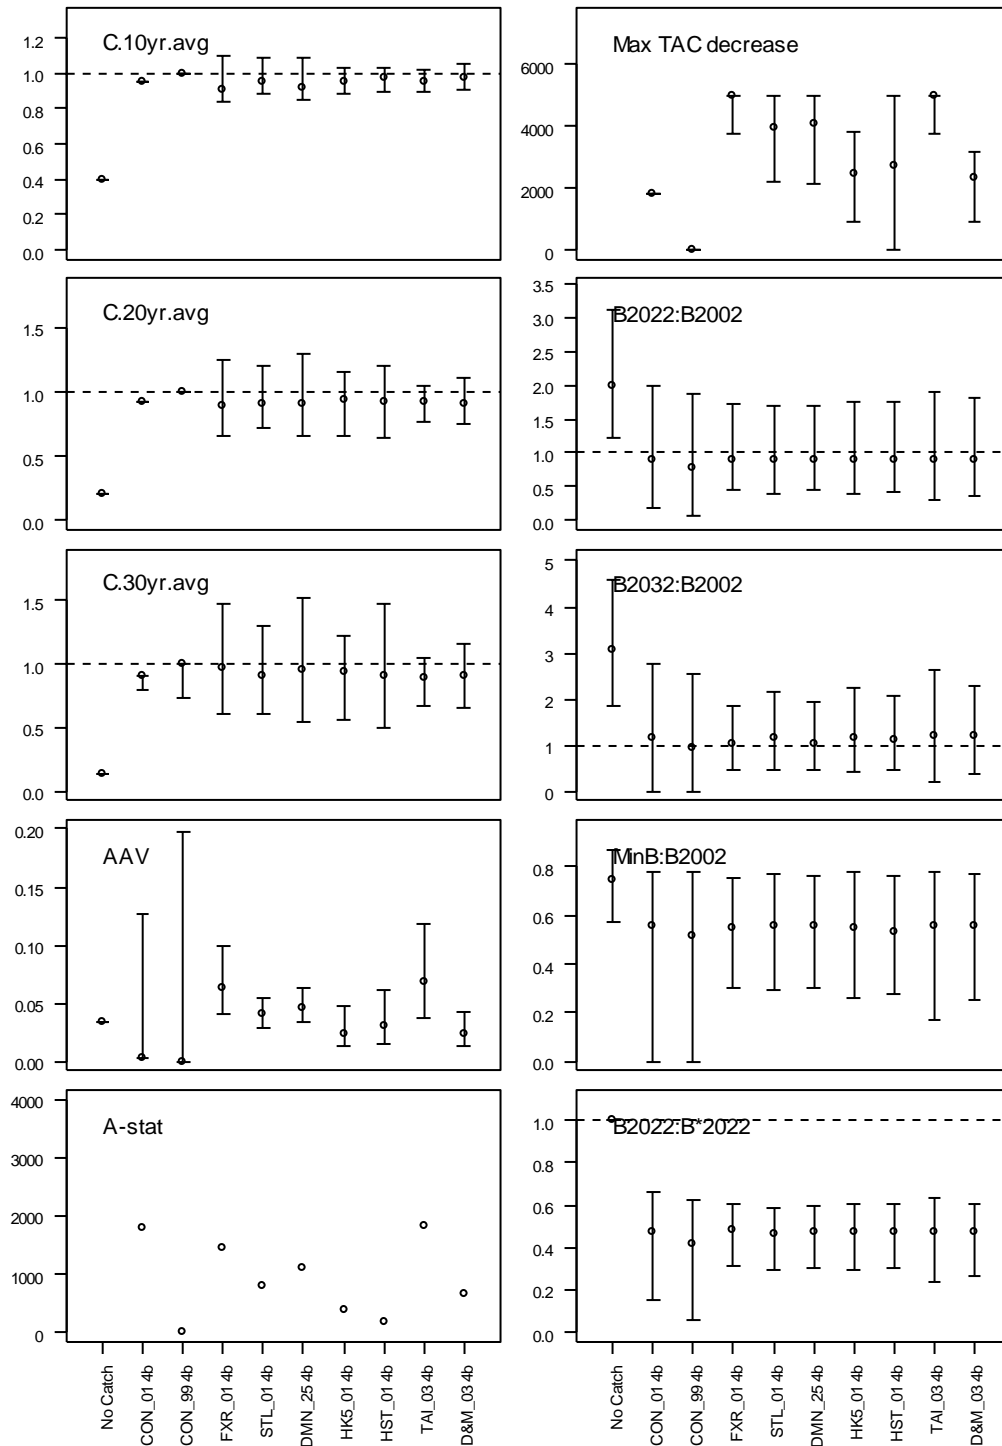 C.10yr.avg
1.2
1.0
0.8
0.6
0.4
0.2
0.0
Max TAC decrease
6000
4000
2000
0
C.20yr.avg
1.5
1.0
0.5
0.0
B2022:B2002
3.5
3.0
2.5
2.0
1.5
1.0
0.5
0.0
C.30yr.avg
1.5
1.0
0.5
0.0
B2032:B2002
5
4
3
2
1
0
AAV
0.20
0.15
0.10
0.05
0.00
MinB:B2002
0.8
0.6
0.4
0.2
0.0
A-stat
4000
3000
2000
1000
0
B2022:B*2022
1.0
0.8
0.6
0.4
0.2
0.0
No Catch
CON_01 4b
CON_99 4b
FXR_01 4b
STL_01 4b
DMN_25 4b
HK5_01 4b
HST_01 4b
TAI_03 4b
D&M_03 4b
No Catch
CON_01 4b
CON_99 4b
FXR_01 4b
STL_01 4b
DMN_25 4b
HK5_01 4b
HST_01 4b
TAI_03 4b
D&M_03 4b